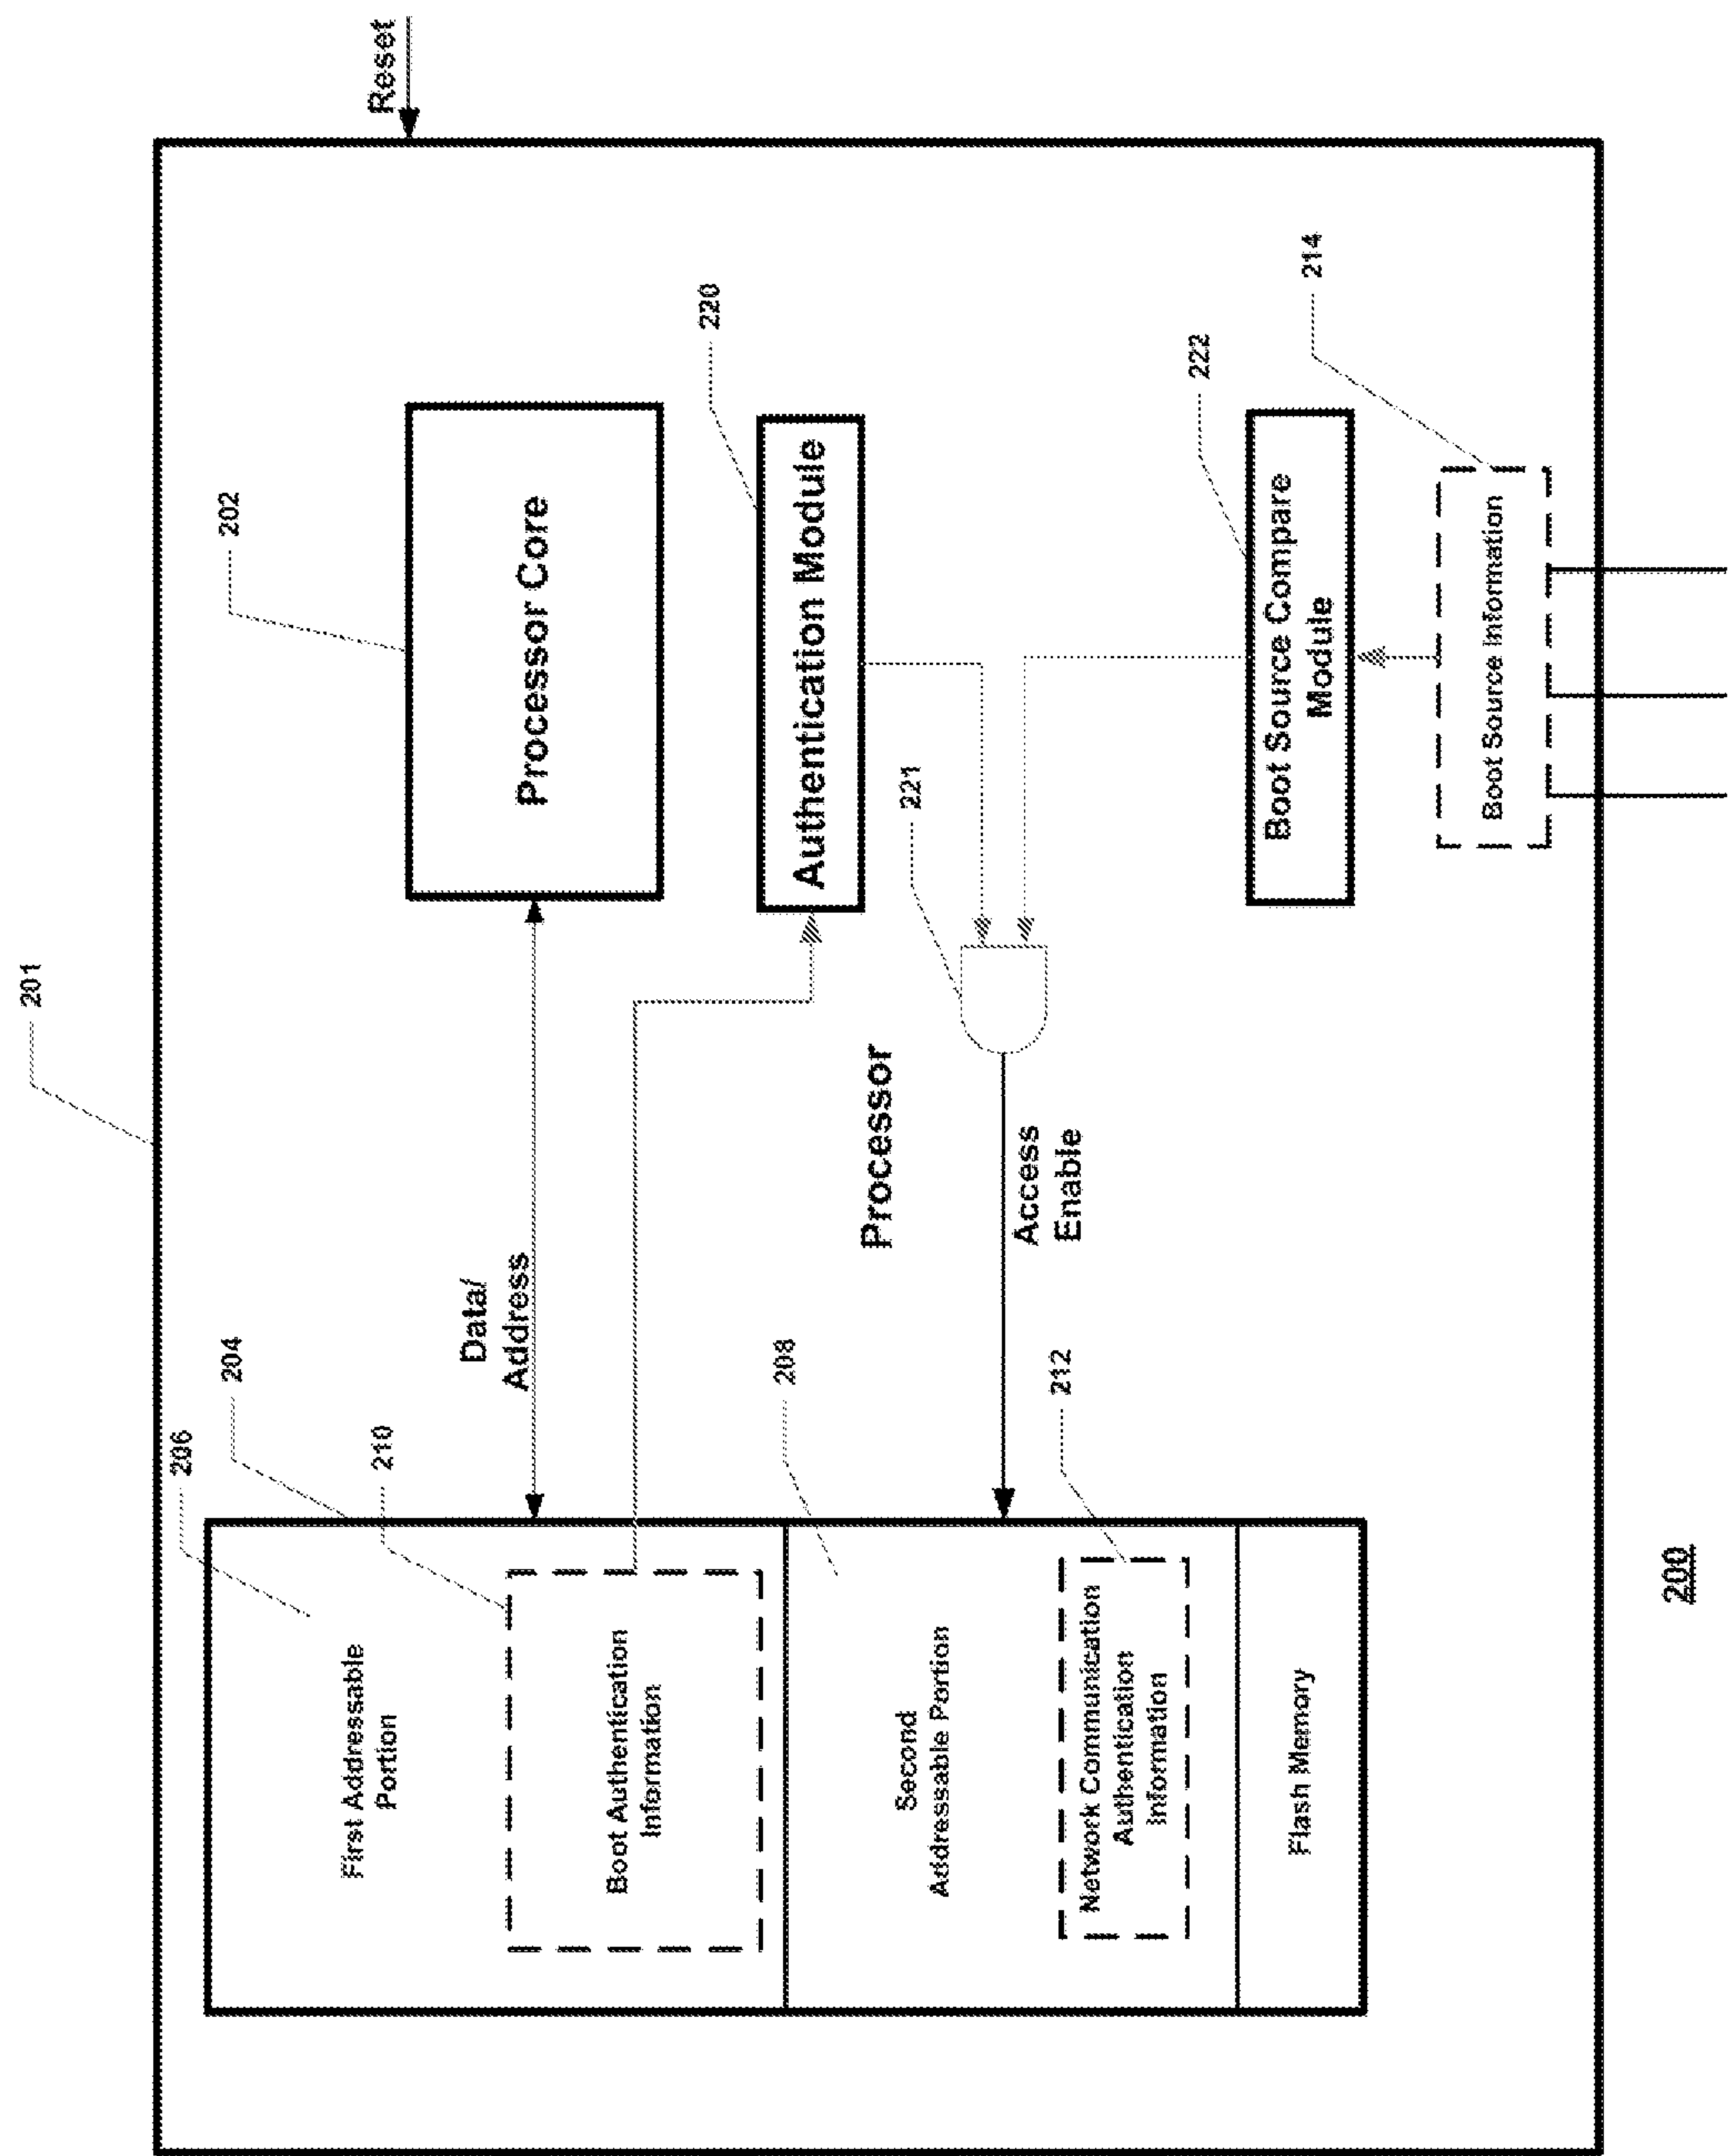 201
Reset
206
204
210
First Addressable
Portion
Boot Authentication
Information
Data/
Address
202
Processor Core
220
Authentication Module
208
Second
Addressable Portion
212
Network Communication
Authentication
Information
Flash Memory
Processor
Access
Enable
221
222
Boot Source Compare
Module
214
Boot Source Information
200